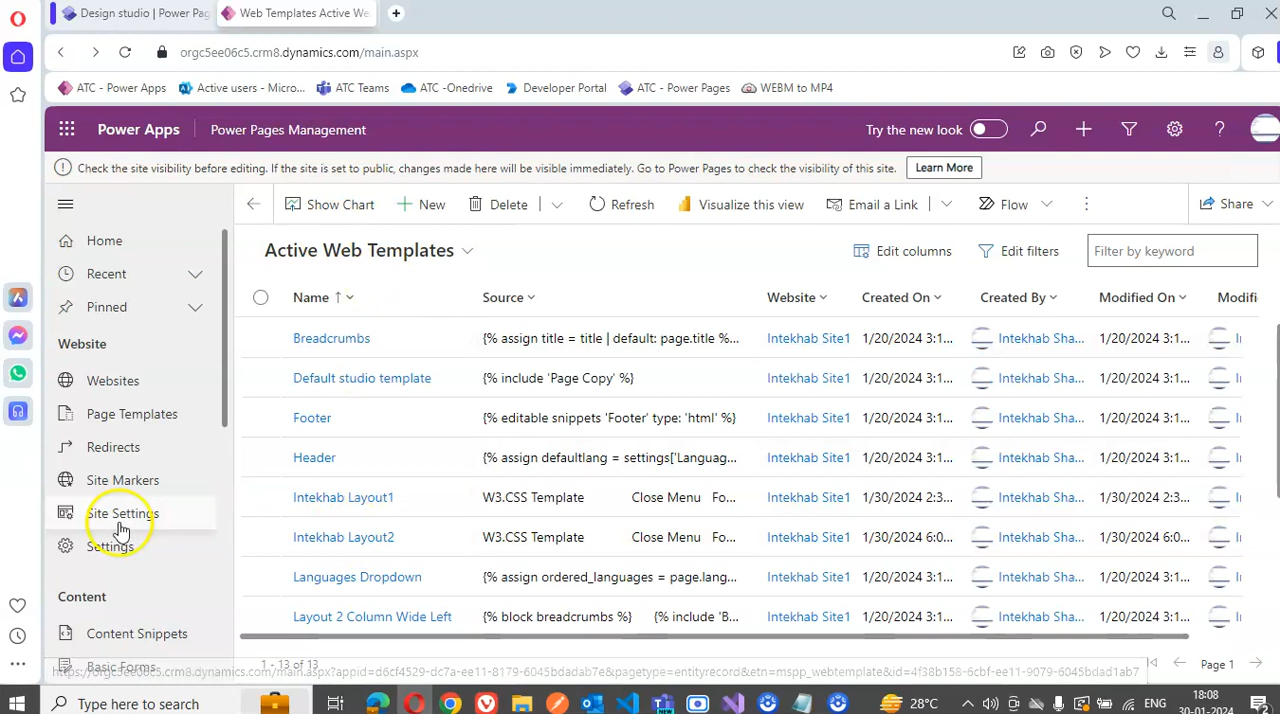 Design studio | Power Pag
Web Templates Active We
orgc5ee06c5.crm8.dynamics.com/main.aspx
ATC - Power Apps
Active users - Micro...
ATC Teams
ATC -Onedrive
Developer Portal
ATC - Power Pages
WEBM to MP4
Power Apps
Power Pages Management
Try the new look
Check the site visibility before editing. If the site is set to public, changes made here will be visible immediately. Go to Power Pages to check the visibility of this site.
Learn More
Show Chart
New
Delete
Refresh
Visualize this view
Email a Link
Flow
Share
Home
Recent
Pinned
Website
Websites
Page Templates
Redirects
Site Markers
Site Settings
Settings
Content
Content Snippets
Basic Forms
Active Web Templates
Edit columns
Edit filters
Filter by keyword
Name ↑ Source Website Created On Created By Modified On Modifi
Breadcrumbs {% assign title = title | default: page.title %... Intekhab Site1 1/20/2024 3:1... Intekhab Sha... 1/20/2024 3:1... Ir
Default studio template {% include 'Page Copy' %} Intekhab Site1 1/20/2024 3:1... Intekhab Sha... 1/20/2024 3:1... Ir
Footer {% editable snippets 'Footer' type: 'html' %} Intekhab Site1 1/20/2024 3:1... Intekhab Sha... 1/20/2024 3:1... Ir
Header {% assign defaultlang = settings['Languag... Intekhab Site1 1/20/2024 3:1... Intekhab Sha... 1/20/2024 3:1... Ir
Intekhab Layout1 W3.CSS Template Close Menu Fo... Intekhab Site1 1/30/2024 2:3... Intekhab Sha... 1/30/2024 2:3... Ir
Intekhab Layout2 W3.CSS Template Close Menu Fo... Intekhab Site1 1/30/2024 6:0... Intekhab Sha... 1/30/2024 6:0... Ir
Languages Dropdown {% assign ordered_languages = page.lang... Intekhab Site1 1/20/2024 3:1... Intekhab Sha... 1/20/2024 3:1... Ir
Layout 2 Column Wide Left {% block breadcrumbs %} {% include 'B... Intekhab Site1 1/20/2024 3:1... Intekhab Sha... 1/20/2024 3:1... Ir
1 - 13 of 13
Page 1
https://orgc5ee06c5.crm8.dynamics.com/main.aspx?appid=d6cf4529-dc7a-ee11-8179-6045bdadab7e&pagetype=entityrecord&etn=mspp_webtemplate&id=4f38b158-6cbf-ee11-9079-6045bdadadb7
Type here to search
28°C
ENG
18:08
30-01-2024